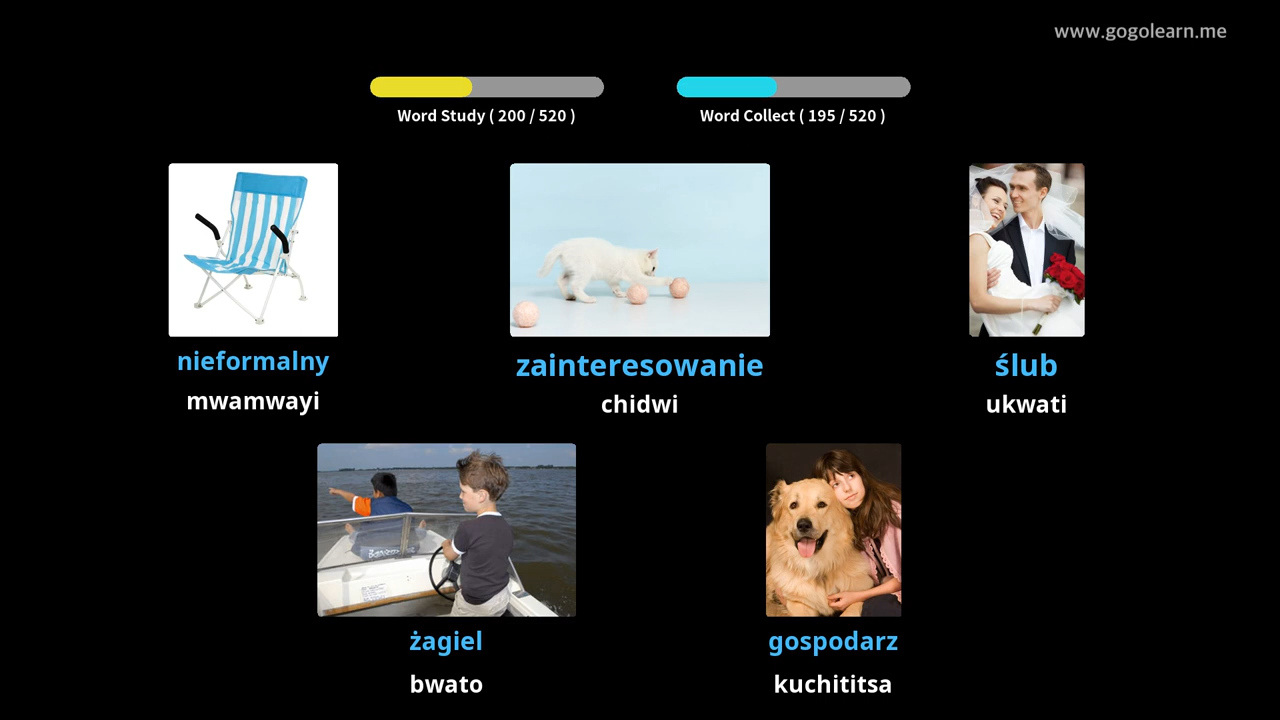 www.gogolearn.me
Word Study ( 200 / 520 )
Word Collect ( 195 / 520 )
nieformalny
mwamwayi
zainteresowanie
chidwi
ślub
ukwati
żagiel
bwato
gospodarz
kuchititsa